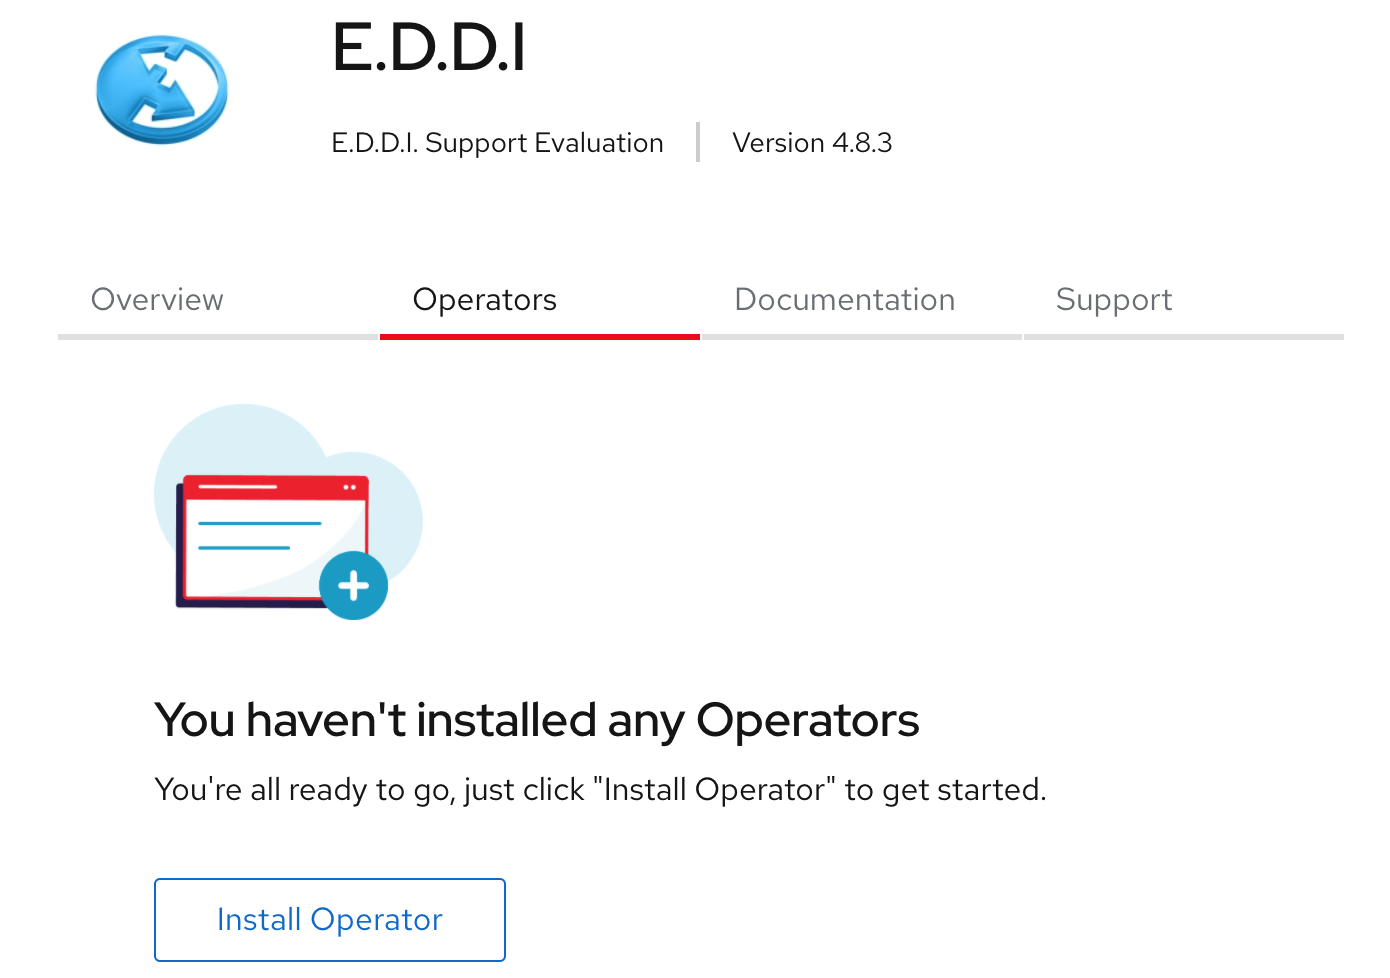 E.D.D.I
E.D.D.I. Support Evaluation Version 4.8.3
Overview Operators Documentation Support
You haven't installed any Operators
You're all ready to go, just click "Install Operator" to get started.
Install Operator